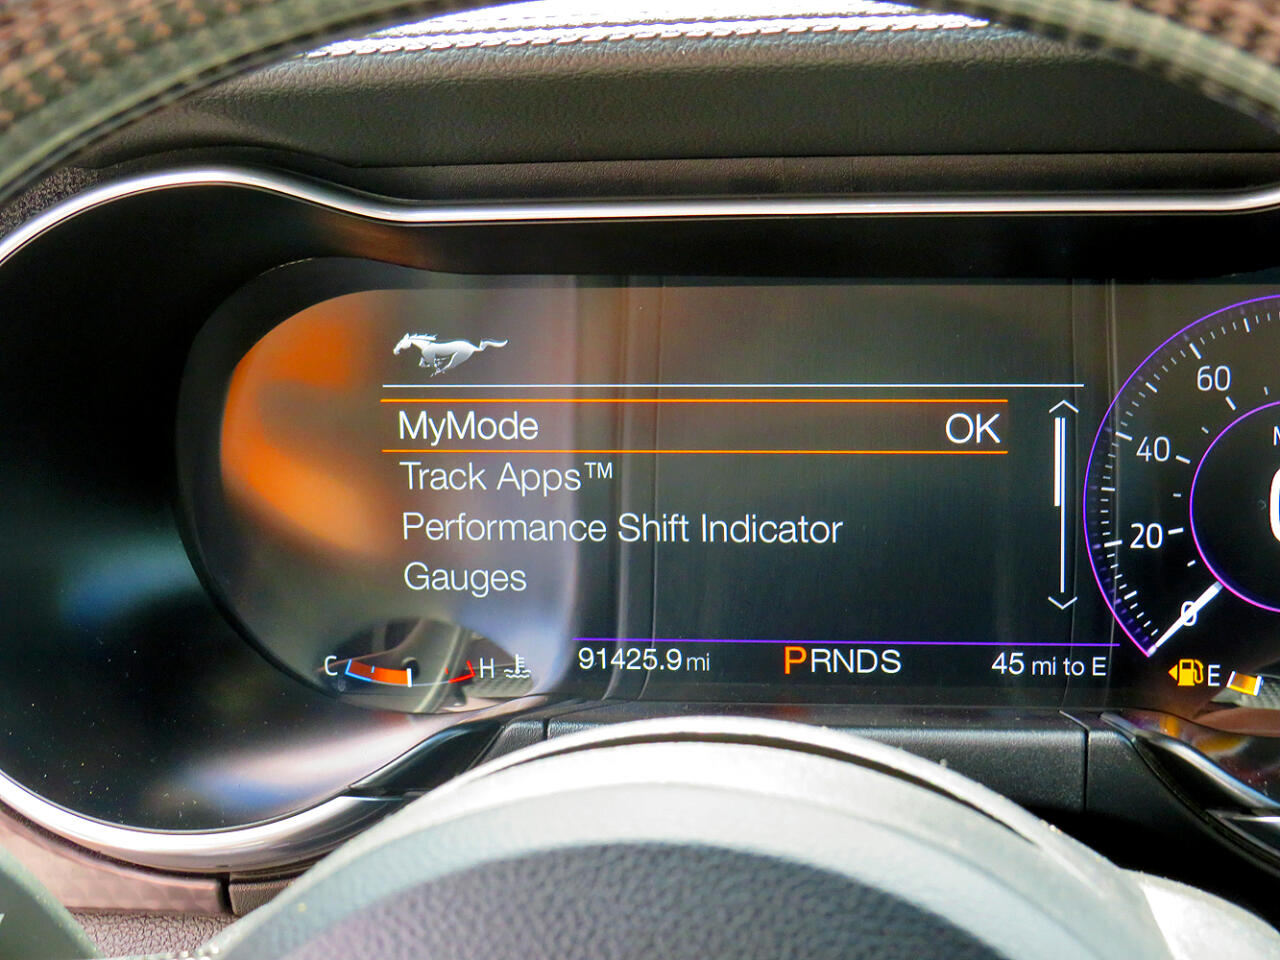 MyMode OK
Track Apps™
Performance Shift Indicator
Gauges
C H
91425.9 mi PRNDS 45 mi to E
60
40
20
0
E